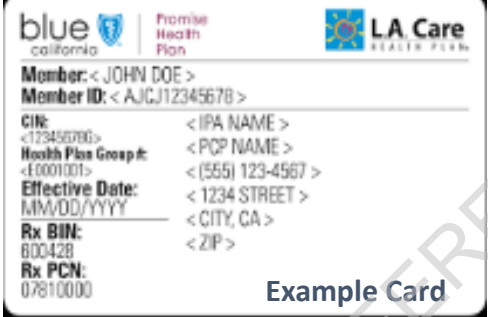 blue california
Promise Health Plan
L.A. Care
HEALTH PLAN
Member: < JOHN DOE >
Member ID: < AJCJ12345678 >
CIN:
<12345678G>
Health Plan Group #:
<E0001001>
Effective Date:
MM/DD/YYYY
Rx BIN:
600428
Rx PCN:
07810000
< IPA NAME >
< PCP NAME >
< (555) 123-4567 >
< 1234 STREET >
< CITY, CA >
< ZIP >
Example Card